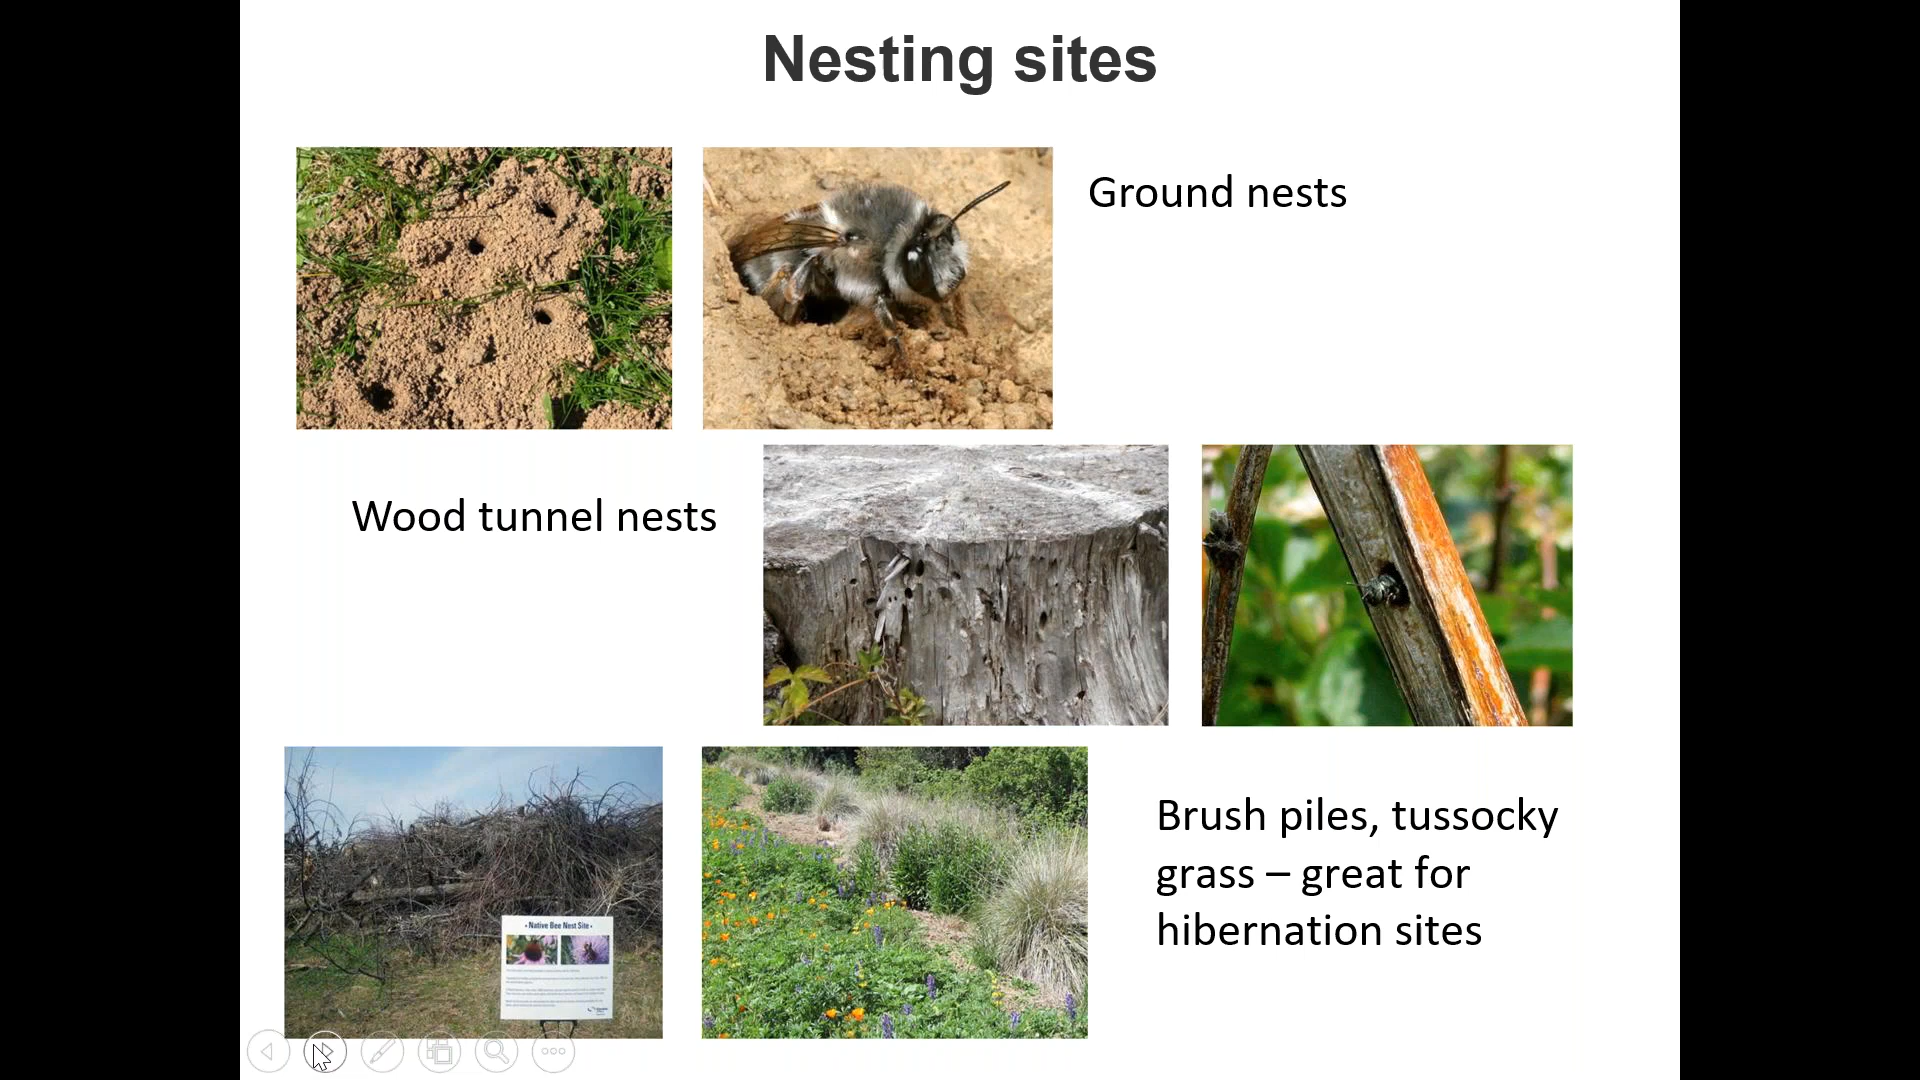 Nesting sites
Ground nests
Wood tunnel nests
Brush piles, tussocky
grass – great for
hibernation sites
• Native Bee Nest Site •